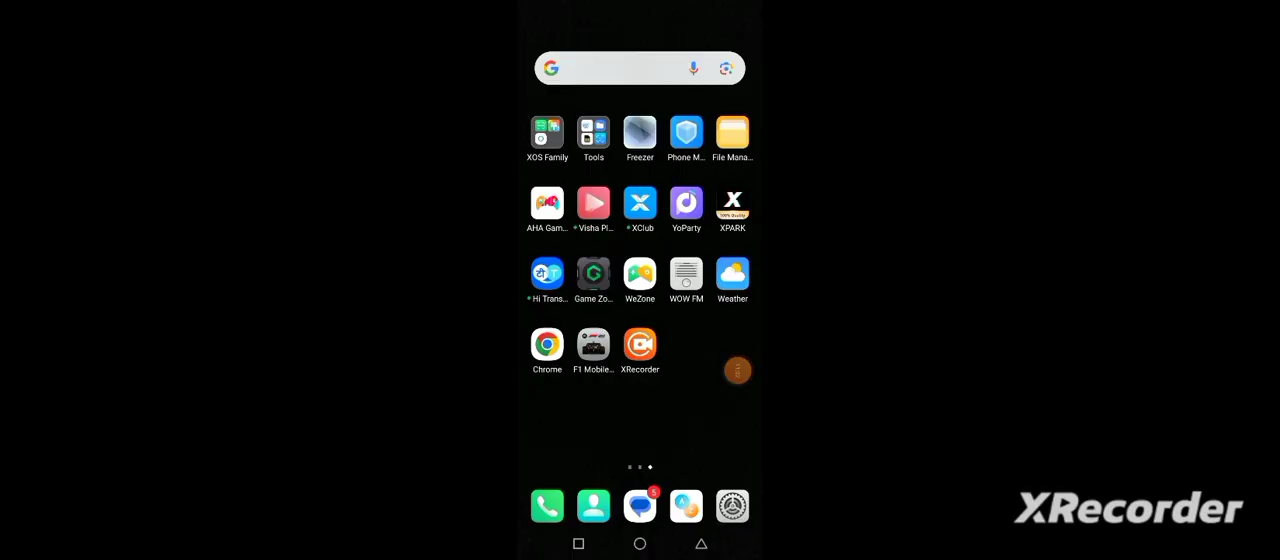 XOS Family Tools Freezer Phone M... File Mana...
AHA Gam... Visha Pl... XClub YoParty XPARK
Hi Trans... Game Zo... WeZone WOW FM Weather
Chrome F1 Mobile... XRecorder
5
XRecorder